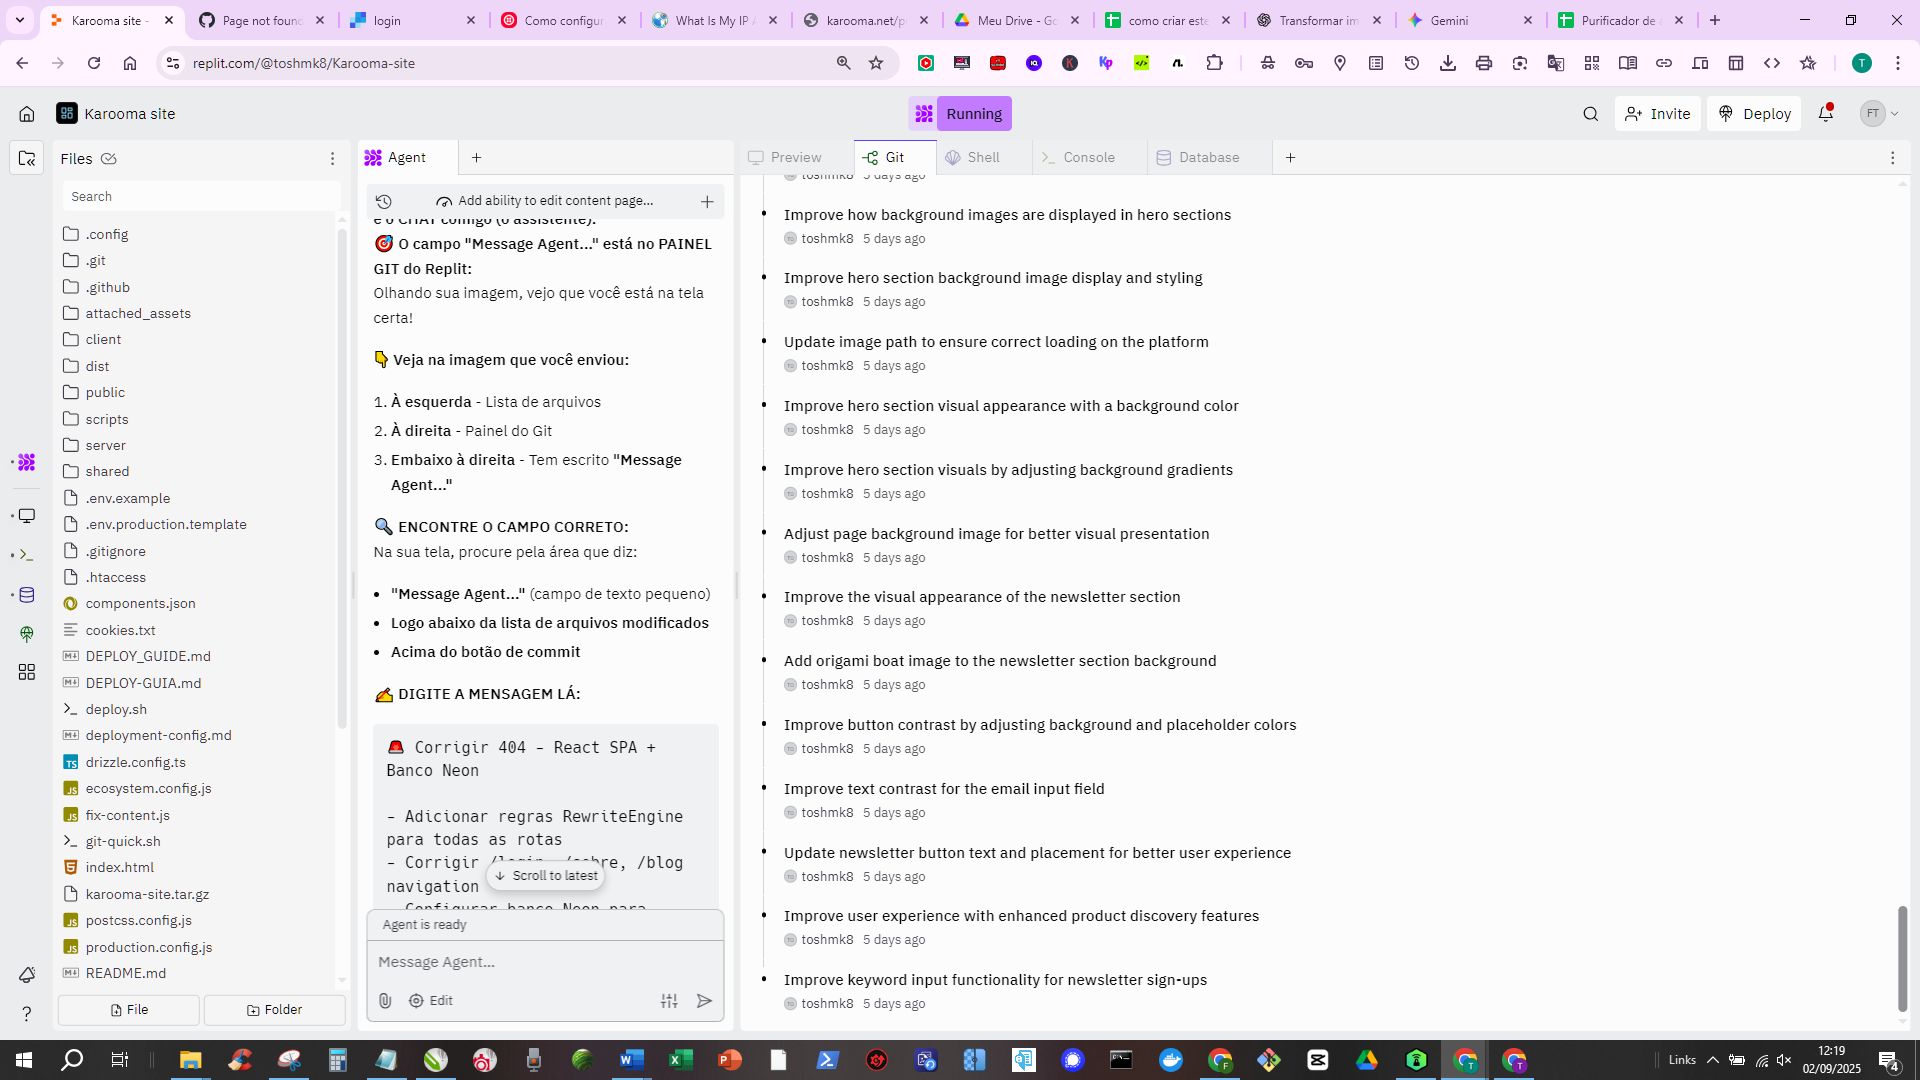 Karooma site -
Page not found
login
Como configur
What Is My IP A
karooma.net/p
Meu Drive - Go
como criar este
Transformar im
Gemini
Purificador de
replit.com/@toshmk8/Karooma-site
T
Karooma site
Running
Invite
Deploy
FT
Files
Search
.config
.git
.github
attached_assets
client
dist
public
scripts
server
shared
.env.example
.env.production.template
.gitignore
.htaccess
components.json
cookies.txt
DEPLOY_GUIDE.md
DEPLOY-GUIA.md
deploy.sh
deployment-config.md
drizzle.config.ts
ecosystem.config.js
fix-content.js
git-quick.sh
index.html
karooma-site.tar.gz
postcss.config.js
production.config.js
README.md
File
Folder
Agent
Add ability to edit content page...
é o CHAT comigo (o assistente).
🎯 O campo "Message Agent..." está no PAINEL
GIT do Replit:
Olhando sua imagem, vejo que você está na tela
certa!
👇 Veja na imagem que você enviou:
1. À esquerda - Lista de arquivos
2. À direita - Painel do Git
3. Embaixo à direita - Tem escrito "Message
Agent..."
🔍 ENCONTRE O CAMPO CORRETO:
Na sua tela, procure pela área que diz:
• "Message Agent..." (campo de texto pequeno)
• Logo abaixo da lista de arquivos modificados
• Acima do botão de commit
✍️ DIGITE A MENSAGEM LÁ:
🚨 Corrigir 404 - React SPA +
Banco Neon
- Adicionar regras RewriteEngine
para todas as rotas
- Corrigir /login, /sobre, /blog
navigation
- Configurar banco Neon para
Scroll to latest
Agent is ready
Message Agent...
Edit
Preview
Git
Shell
Console
Database
toshmk8 5 days ago
Improve how background images are displayed in hero sections
toshmk8 5 days ago
Improve hero section background image display and styling
toshmk8 5 days ago
Update image path to ensure correct loading on the platform
toshmk8 5 days ago
Improve hero section visual appearance with a background color
toshmk8 5 days ago
Improve hero section visuals by adjusting background gradients
toshmk8 5 days ago
Adjust page background image for better visual presentation
toshmk8 5 days ago
Improve the visual appearance of the newsletter section
toshmk8 5 days ago
Add origami boat image to the newsletter section background
toshmk8 5 days ago
Improve button contrast by adjusting background and placeholder colors
toshmk8 5 days ago
Improve text contrast for the email input field
toshmk8 5 days ago
Update newsletter button text and placement for better user experience
toshmk8 5 days ago
Improve user experience with enhanced product discovery features
toshmk8 5 days ago
Improve keyword input functionality for newsletter sign-ups
toshmk8 5 days ago
Links
12:19
02/09/2025
4